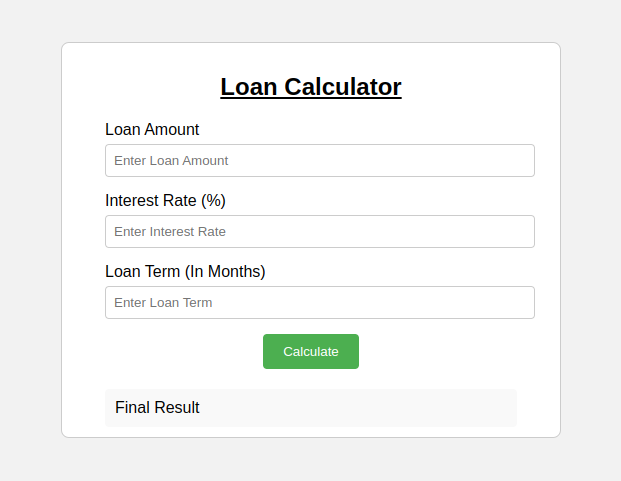 Loan Calculator
Loan Amount
Enter Loan Amount
Interest Rate (%)
Enter Interest Rate
Loan Term (In Months)
Enter Loan Term
Calculate
Final Result